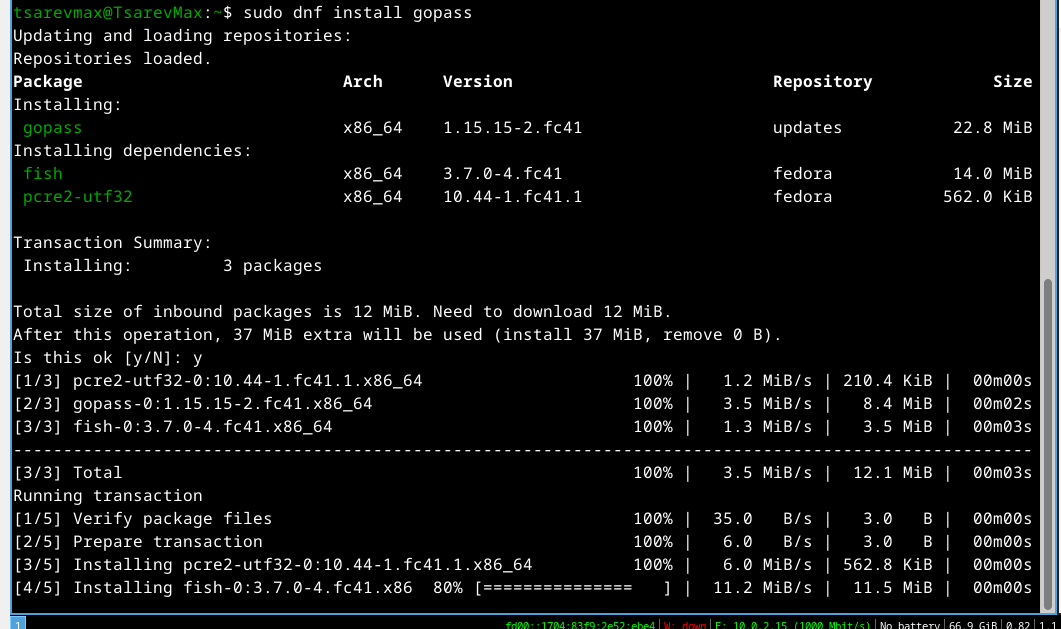 tsarevmax@TsarevMax:~$ sudo dnf install gopass
Updating and loading repositories:
Repositories loaded.
Package Arch Version Repository Size
Installing:
gopass x86_64 1.15.15-2.fc41 updates 22.8 MiB
Installing dependencies:
fish x86_64 3.7.0-4.fc41 fedora 14.0 MiB
pcre2-utf32 x86_64 10.44-1.fc41.1 fedora 562.0 KiB
Transaction Summary:
Installing: 3 packages
Total size of inbound packages is 12 MiB. Need to download 12 MiB.
After this operation, 37 MiB extra will be used (install 37 MiB, remove 0 B).
Is this ok [y/N]: y
[1/3] pcre2-utf32-0:10.44-1.fc41.1.x86_64 100% | 1.2 MiB/s | 210.4 KiB | 00m00s
[2/3] gopass-0:1.15.15-2.fc41.x86_64 100% | 3.5 MiB/s | 8.4 MiB | 00m02s
[3/3] fish-0:3.7.0-4.fc41.x86_64 100% | 1.3 MiB/s | 3.5 MiB | 00m03s
------------------------------------------------------------------------------------------------------
[3/3] Total 100% | 3.5 MiB/s | 12.1 MiB | 00m03s
Running transaction
[1/5] Verify package files 100% | 35.0 B/s | 3.0 B | 00m00s
[2/5] Prepare transaction 100% | 6.0 B/s | 3.0 B | 00m00s
[3/5] Installing pcre2-utf32-0:10.44-1.fc41.1.x86_64 100% | 6.0 MiB/s | 562.8 KiB | 00m00s
[4/5] Installing fish-0:3.7.0-4.fc41.x86 80% [=============== ] | 11.2 MiB/s | 11.5 MiB | 00m00s
1 fd00::1704:83f9:2e52:ebe4 | W: down | E: 10.0.2.15 (1000 Mbit/s) | No battery | 66.9 GiB | 0.82 | 1.1